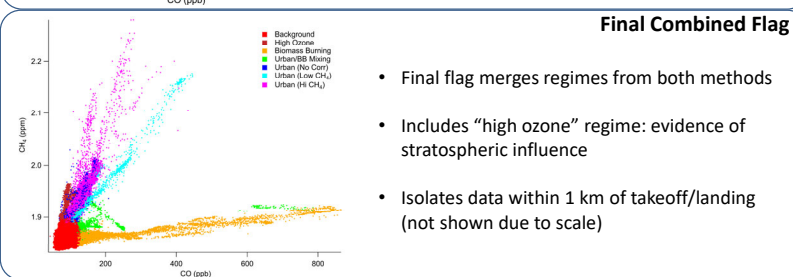 CO (ppb)
Final Combined Flag
Background
High Ozone
Biomass Burning
Urban/BB Mixing
Urban (No Corr)
Urban (Low CH₄)
Urban (Hi CH₄)
2.2
2.1
2.0
1.9
CH₄ (ppm)
200
400
600
800
CO (ppb)
• Final flag merges regimes from both methods
• Includes “high ozone” regime: evidence of
stratospheric influence
• Isolates data within 1 km of takeoff/landing
(not shown due to scale)